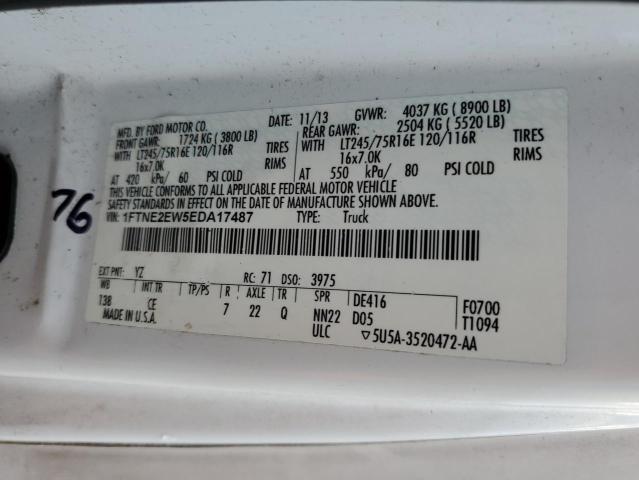 MFD. BY FORD MOTOR CO. DATE: 11/13 GVWR: 4037 KG ( 8900 LB)
FRONT GAWR: 1724 KG ( 3800 LB) REAR GAWR: 2504 KG ( 5520 LB)
WITH LT245/75R16E 120/116R TIRES WITH LT245/75R16E 120/116R TIRES
16x7.0K RIMS 16x7.0K RIMS
AT 420 kPa/ 60 PSI COLD AT 550 kPa/ 80 PSI COLD
THIS VEHICLE CONFORMS TO ALL APPLICABLE FEDERAL MOTOR VEHICLE
SAFETY STANDARDS IN EFFECT ON THE DATE OF MANUFACTURE SHOWN ABOVE.
VIN: 1FTNE2EW5EDA17487 TYPE: Truck
76
EXT PNT: YZ RC: 71 DSO: 3975
WB INT TR TP/PS R AXLE TR SPR DE416 F0700
138 CE 7 22 Q NN22 D05 T1094
MADE IN U.S.A. ULC ▽5U5A-3520472-AA